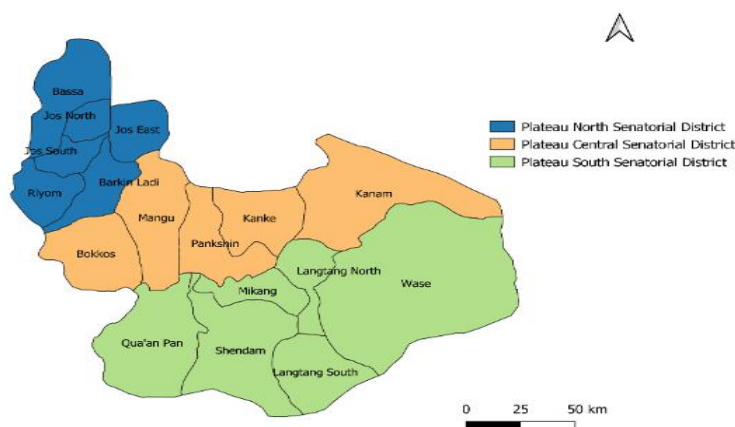 Bassa
Jos North
Jos East
Jos South
Riyom
Barkin Ladi
Mangu
Bokkos
Pankshin
Kanke
Kanam
Langtang North
Wase
Mikang
Qua'an Pan
Shendam
Langtang South
Plateau North Senatorial District
Plateau Central Senatorial District
Plateau South Senatorial District
0 25 50 km